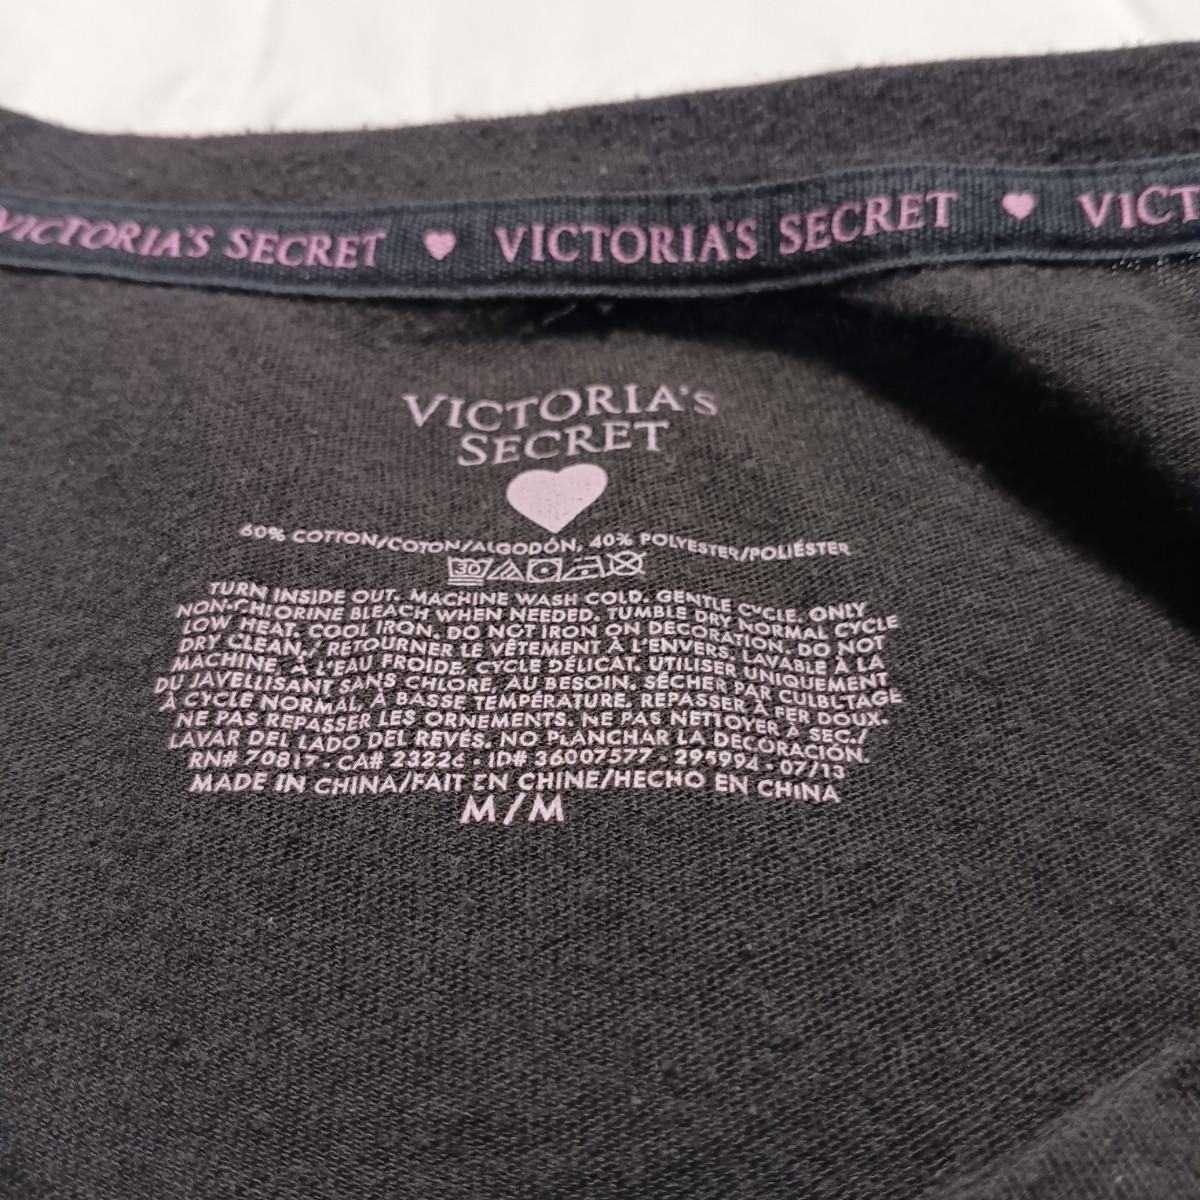 VICTORIA'S SECRET ♥ VICTORIA'S SECRET ♥ VICT
VICTORIA'S
SECRET
60% COTTON/COTON/ALGODÓN, 40% POLYESTER/POLIÉSTER
30
TURN INSIDE OUT. MACHINE WASH COLD. GENTLE CYCLE. ONLY
NON-CHLORINE BLEACH WHEN NEEDED. TUMBLE DRY NORMAL CYCLE
LOW HEAT. COOL IRON. DO NOT IRON ON DECORATION. DO NOT
DRY CLEAN./ RETOURNER LE VÊTEMENT À L'ENVERS. LAVABLE À LA
MACHINE, À L'EAU FROIDE, CYCLE DÉLICAT. UTILISER UNIQUEMENT
DU JAVELLISANT SANS CHLORE, AU BESOIN. SÉCHER PAR CULBUTAGE
À CYCLE NORMAL, À BASSE TEMPÉRATURE. REPASSER À FER DOUX.
NE PAS REPASSER LES ORNEMENTS. NE PAS NETTOYER À SEC./
LAVAR DEL LADO DEL REVÉS. NO PLANCHAR LA DECORACIÓN.
RN# 70817 - CA# 23226 - ID# 36007577 - 295994 - 07/13
MADE IN CHINA/FAIT EN CHINE/HECHO EN CHINA
M/M